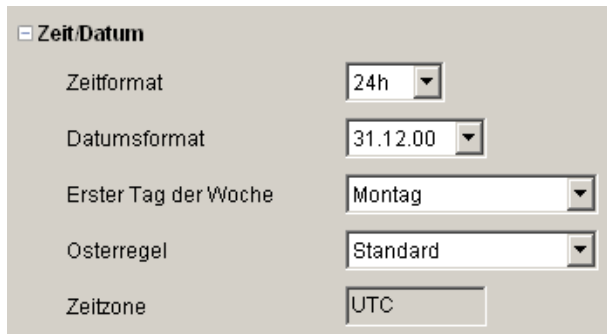 Zeit/Datum
Zeitformat 24h
Datumsformat 31.12.00
Erster Tag der Woche Montag
Osterregel Standard
Zeitzone UTC